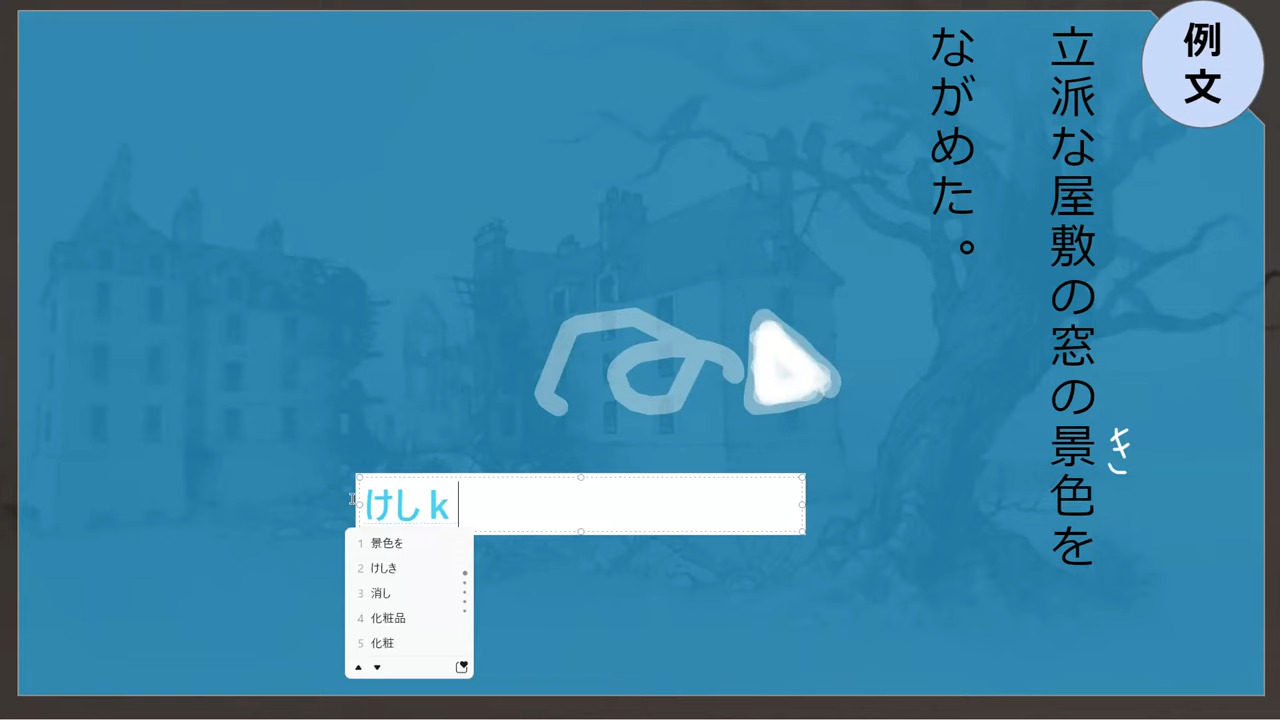 例文
立派な屋敷の窓の景色を
ながめた。
き
けしk
1 景色を
2 けしき
3 消し
4 化粧品
5 化粧